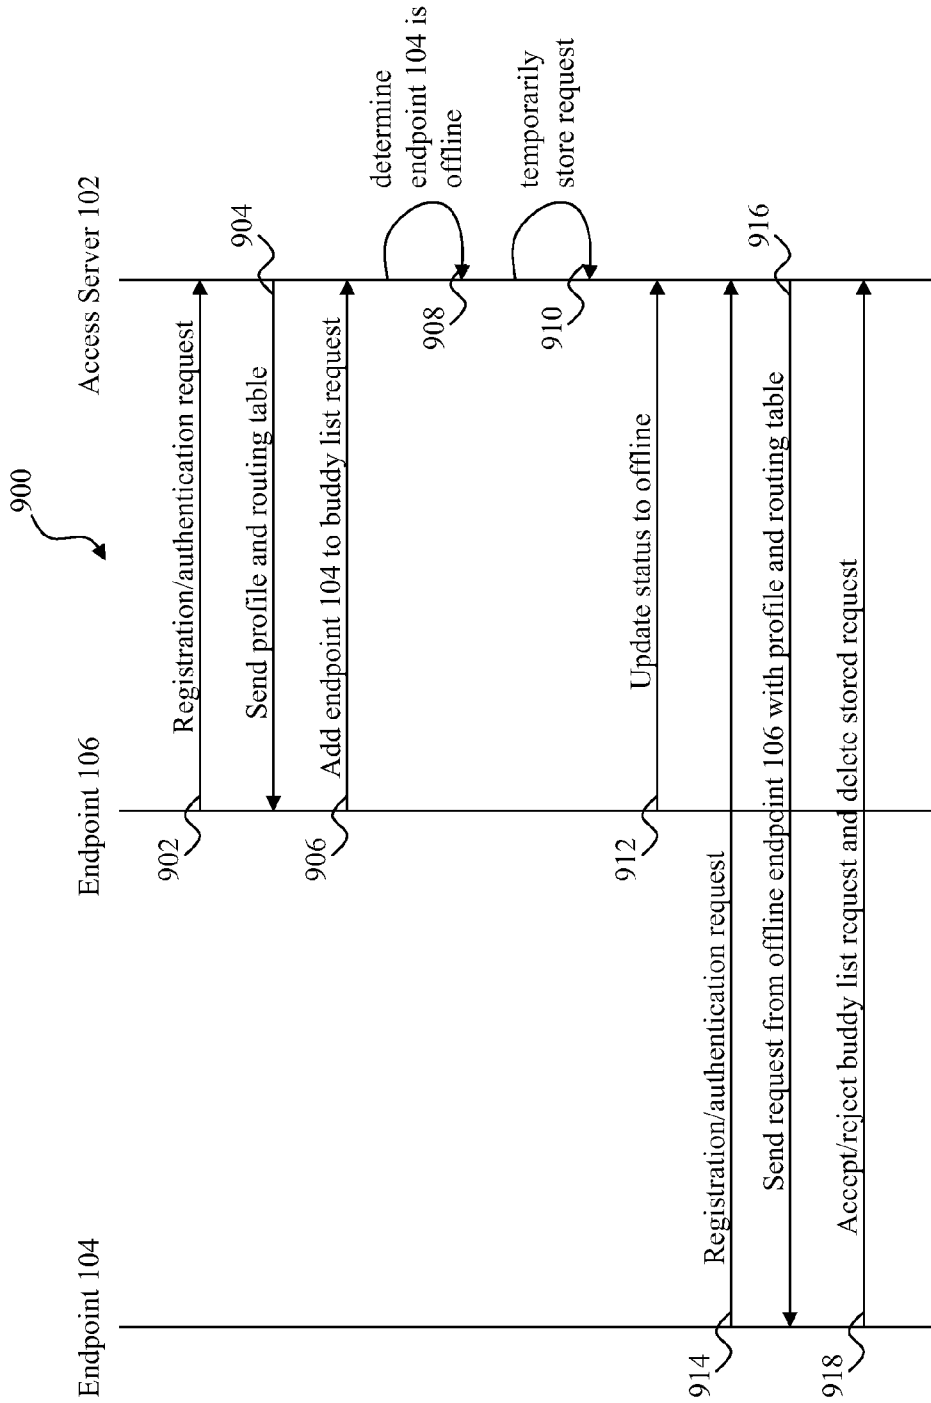 900
Endpoint 104
Endpoint 106
Access Server 102
902
Registration/authentication request
904
Send profile and routing table
906
Add endpoint 104 to buddy list request
908
determine
endpoint 104 is
offline
910
temporarily
store request
912
Update status to offline
914
Registration/authentication request
916
Send request from offline endpoint 106 with profile and routing table
918
Accept/reject buddy list request and delete stored request